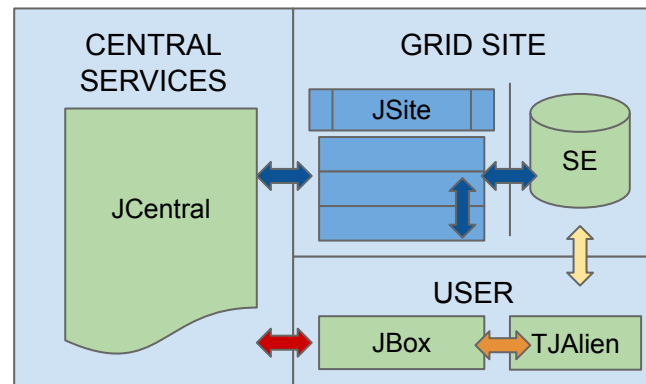 CENTRAL
SERVICES
JCentral
GRID SITE
JSite
SE
USER
JBox
TJAlien